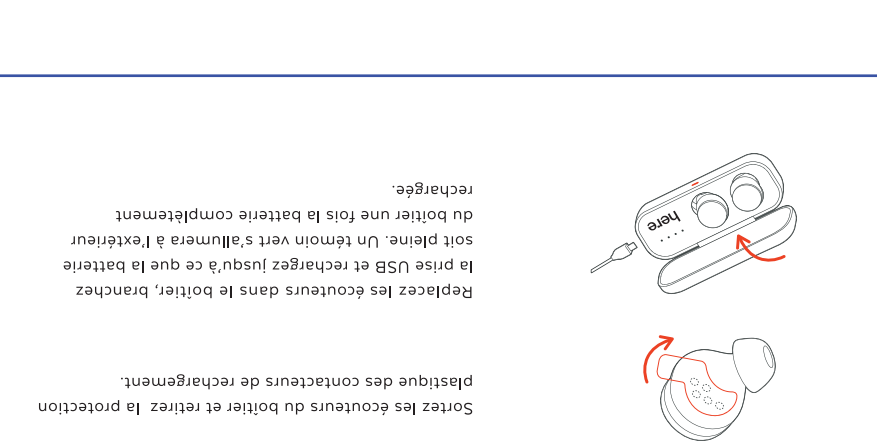 Sortez les écouteurs du boîtier et retirez la protection
plastique des contacteurs de rechargement.
Replacez les écouteurs dans le boîtier, branchez
la prise USB et rechargez jusqu'à ce que la batterie
soit pleine. Un témoin vert s'allumera à l'extérieur
du boîtier une fois la batterie complètement
rechargée.
here